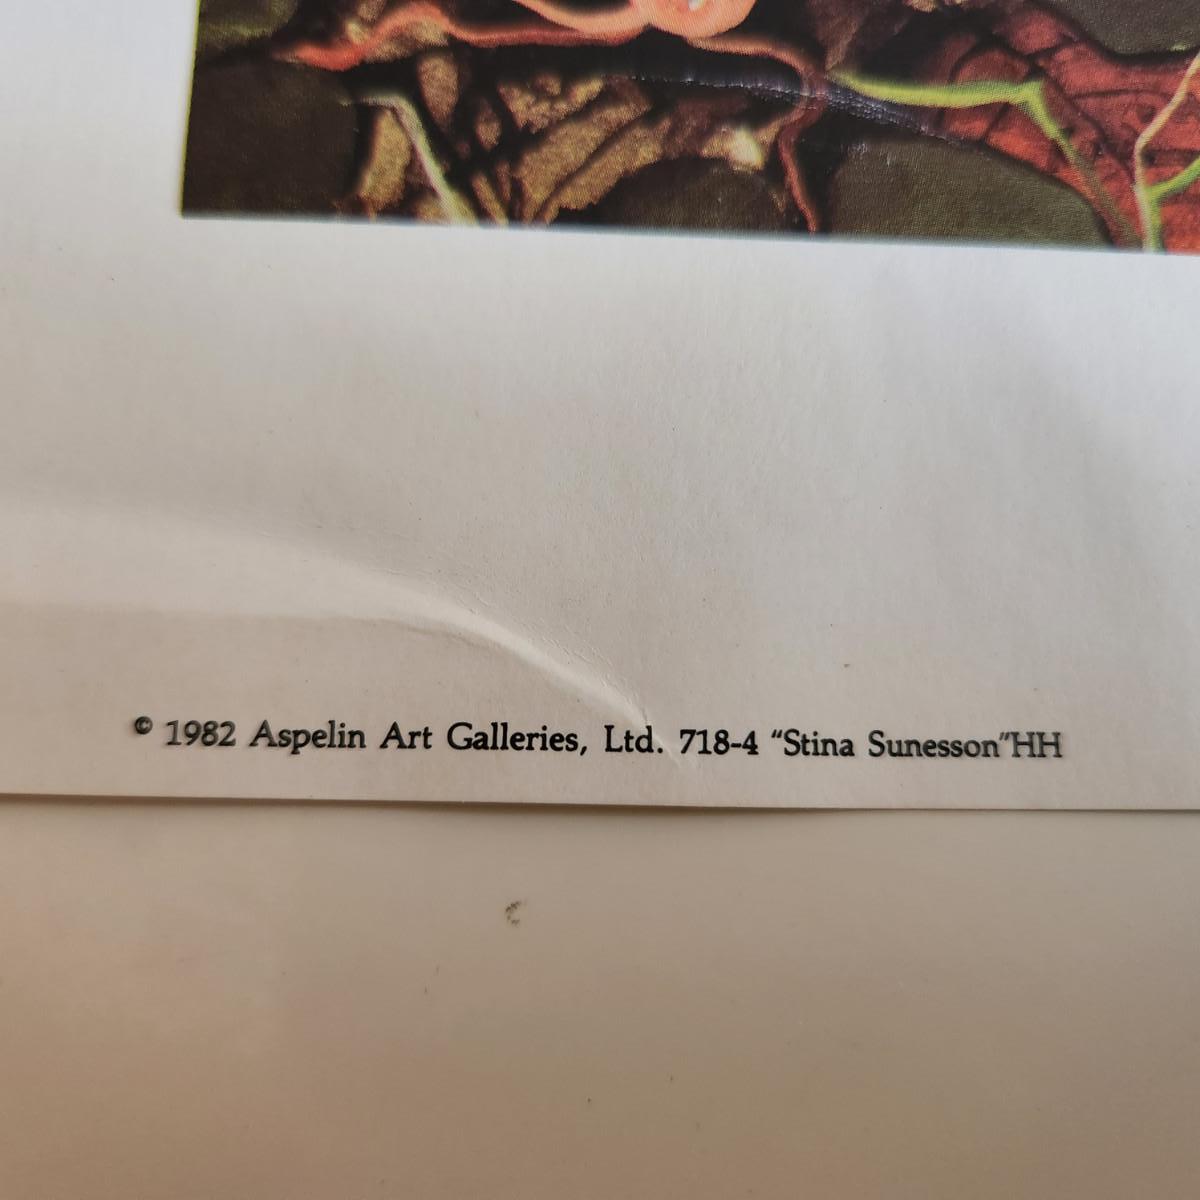 © 1982 Aspelin Art Galleries, Ltd. 718-4 “Stina Sunesson”HH